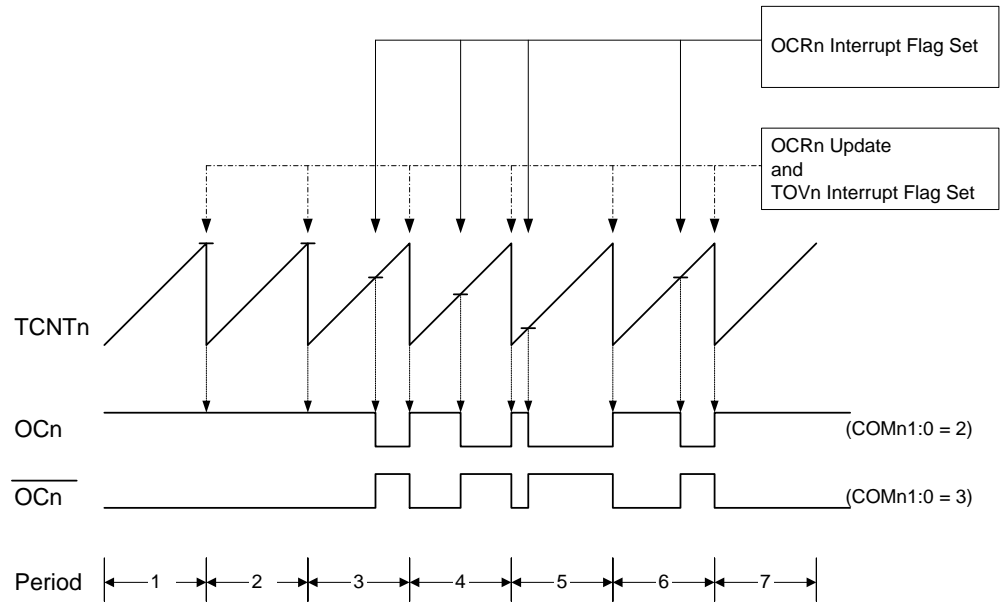 OCRn Interrupt Flag Set
OCRn Update
and
TOVn Interrupt Flag Set
TCNTn
OCn
(COMn1:0 = 2)
OCn
(COMn1:0 = 3)
Period
1
2
3
4
5
6
7